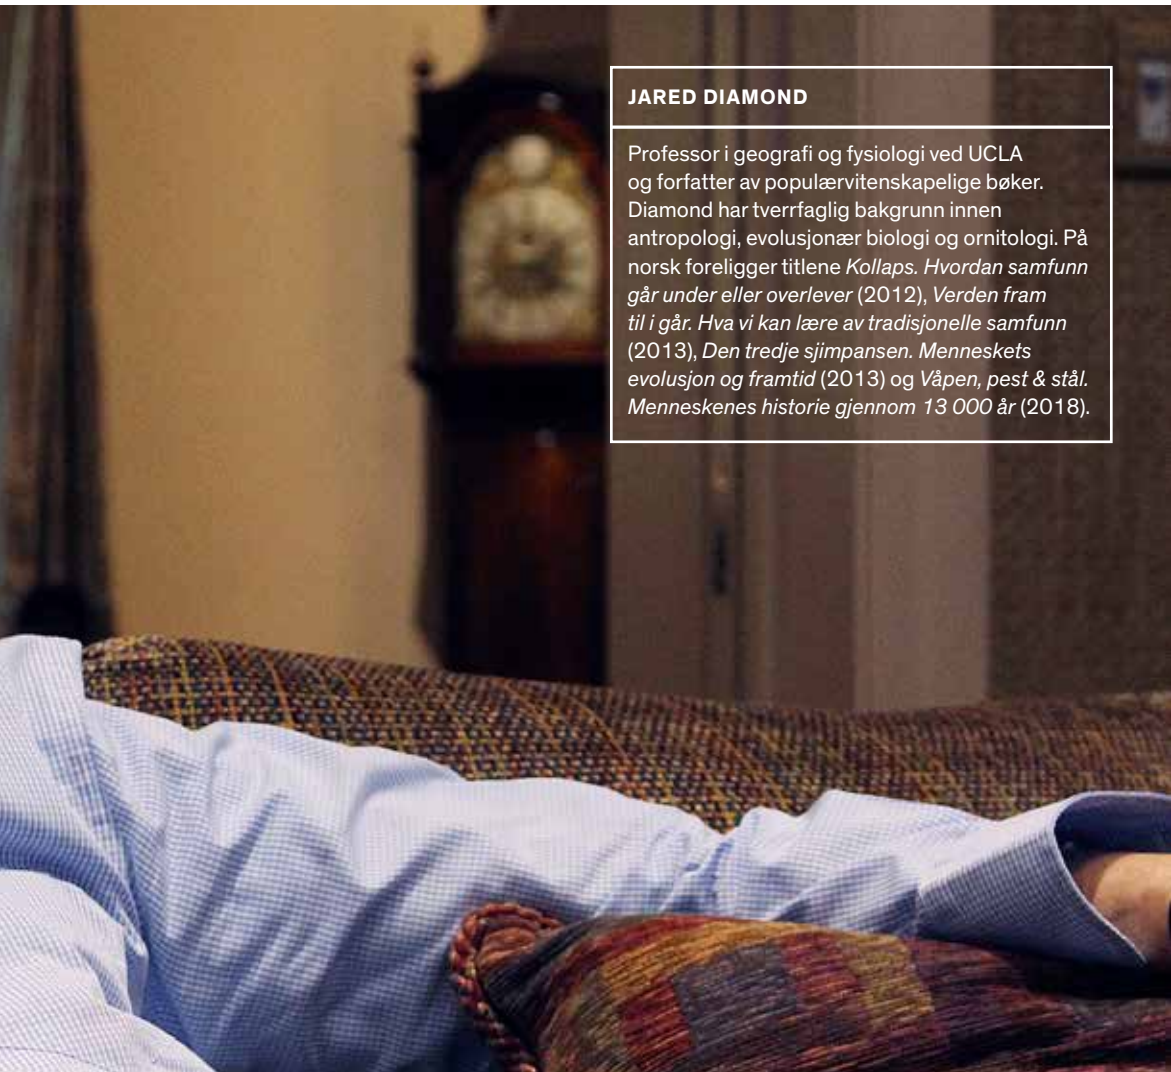 JARED DIAMOND
Professor i geografi og fysiologi ved UCLA
og forfatter av populærvitenskapelige bøker.
Diamond har tverrfaglig bakgrunn innen
antropologi, evolusjonær biologi og ornitologi. På
norsk foreligger titlene Kollaps. Hvordan samfunn
går under eller overlever (2012), Verden fram
til i går. Hva vi kan lære av tradisjonelle samfunn
(2013), Den tredje sjimpansen. Menneskets
evolusjon og framtid (2013) og Våpen, pest & stål.
Menneskenes historie gjennom 13 000 år (2018).